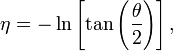 η = − ln [ tan ( θ/2 ) ] ,